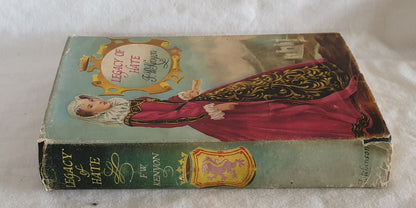 LEGACY OF
HATE
F. W. Kenyon
LEGACY
of
HATE
F. W.
KENYON